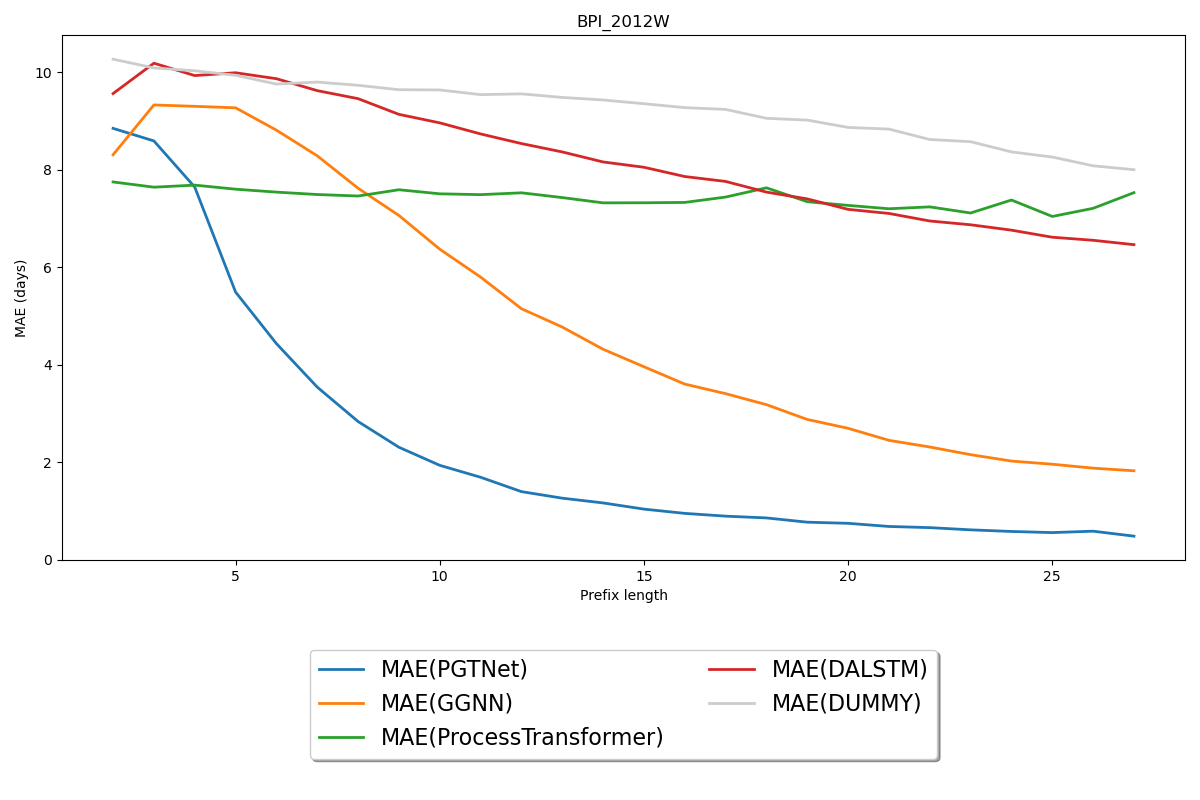 BPI_2012W
MAE (days)
10
8
6
4
2
0
5 10 15 20 25
Prefix length
MAE(PGTNet)
MAE(GGNN)
MAE(ProcessTransformer)
MAE(DALSTM)
MAE(DUMMY)